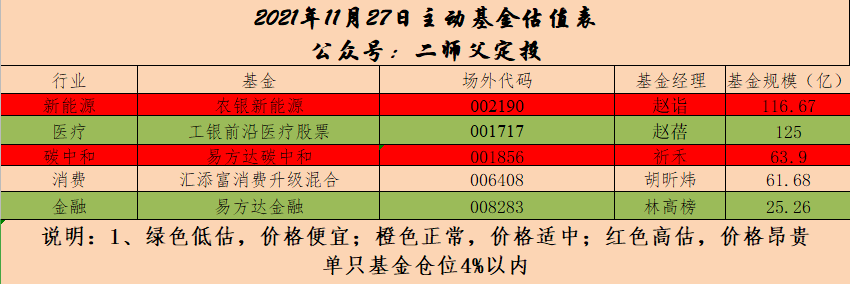 2021年11月27日主动基金估值表
公众号：二师父定投
行业 基金 场外代码 基金经理 基金规模（亿）
新能源 农银新能源 002190 赵诣 116.67
医疗 工银前沿医疗股票 001717 赵蓓 125
碳中和 易方达碳中和 001856 祁禾 63.9
消费 汇添富消费升级混合 006408 胡昕炜 61.68
金融 易方达金融 008283 林高榜 25.26
说明：1、绿色低估，价格便宜；橙色正常，价格适中；红色高估，价格昂贵
单只基金仓位4%以内